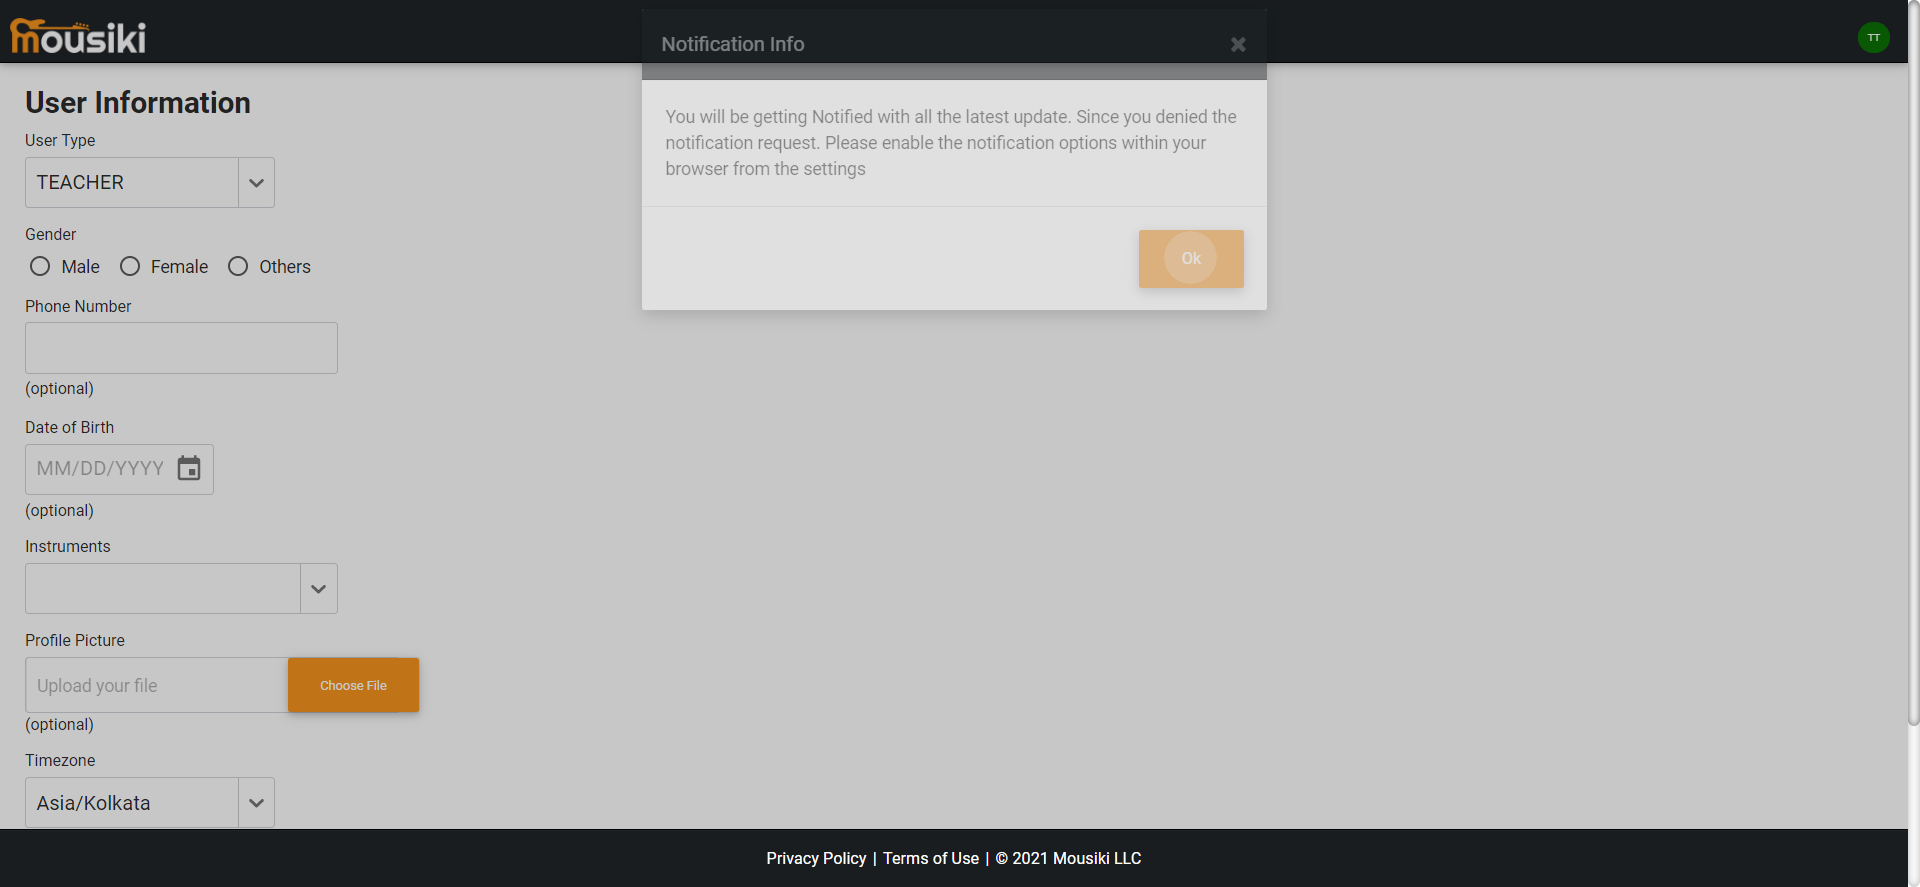 mousiki
TT
Notification Info
You will be getting Notified with all the latest update. Since you denied the
notification request. Please enable the notification options within your
browser from the settings
Ok
User Information
User Type
TEACHER
Gender
Male Female Others
Phone Number
(optional)
Date of Birth
MM/DD/YYYY
(optional)
Instruments
Profile Picture
Upload your file Choose File
(optional)
Timezone
Asia/Kolkata
Privacy Policy | Terms of Use | © 2021 Mousiki LLC